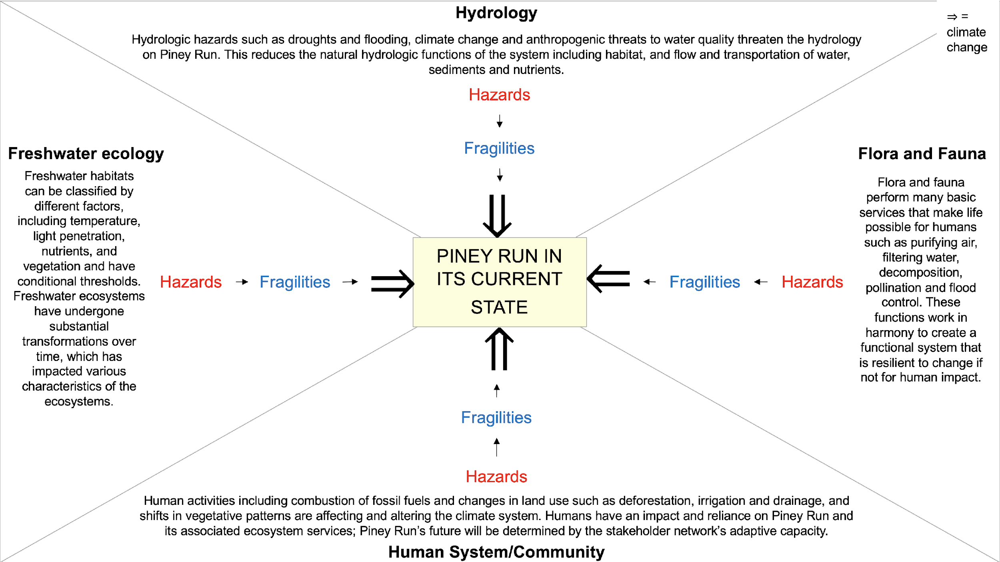 Hydrology
⇒ =
climate
change
Hydrologic hazards such as droughts and flooding, climate change and anthropogenic threats to water quality threaten the hydrology
on Piney Run. This reduces the natural hydrologic functions of the system including habitat, and flow and transportation of water,
sediments and nutrients.
Hazards
Fragilities
Freshwater ecology
Freshwater habitats
can be classified by
different factors,
including temperature,
light penetration,
nutrients, and
vegetation and have
conditional thresholds.
Freshwater ecosystems
have undergone
substantial
transformations over
time, which has
impacted various
characteristics of the
ecosystems.
Hazards
Fragilities
PINEY RUN IN
ITS CURRENT
STATE
Fragilities
Hazards
Flora and Fauna
Flora and fauna
perform many basic
services that make life
possible for humans
such as purifying air,
filtering water,
decomposition,
pollination and flood
control. These
functions work in
harmony to create a
functional system that
is resilient to change if
not for human impact.
Fragilities
Hazards
Human activities including combustion of fossil fuels and changes in land use such as deforestation, irrigation and drainage, and
shifts in vegetative patterns are affecting and altering the climate system. Humans have an impact and reliance on Piney Run and
its associated ecosystem services; Piney Run’s future will be determined by the stakeholder network’s adaptive capacity.
Human System/Community